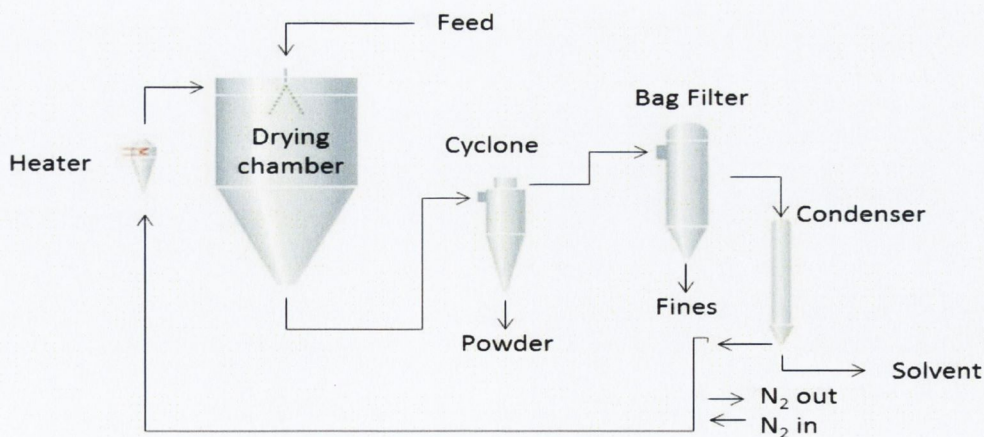 Feed
Bag Filter
Drying
chamber
Cyclone
Heater
Condenser
Fines
Powder
Solvent
N₂ out
N₂ in